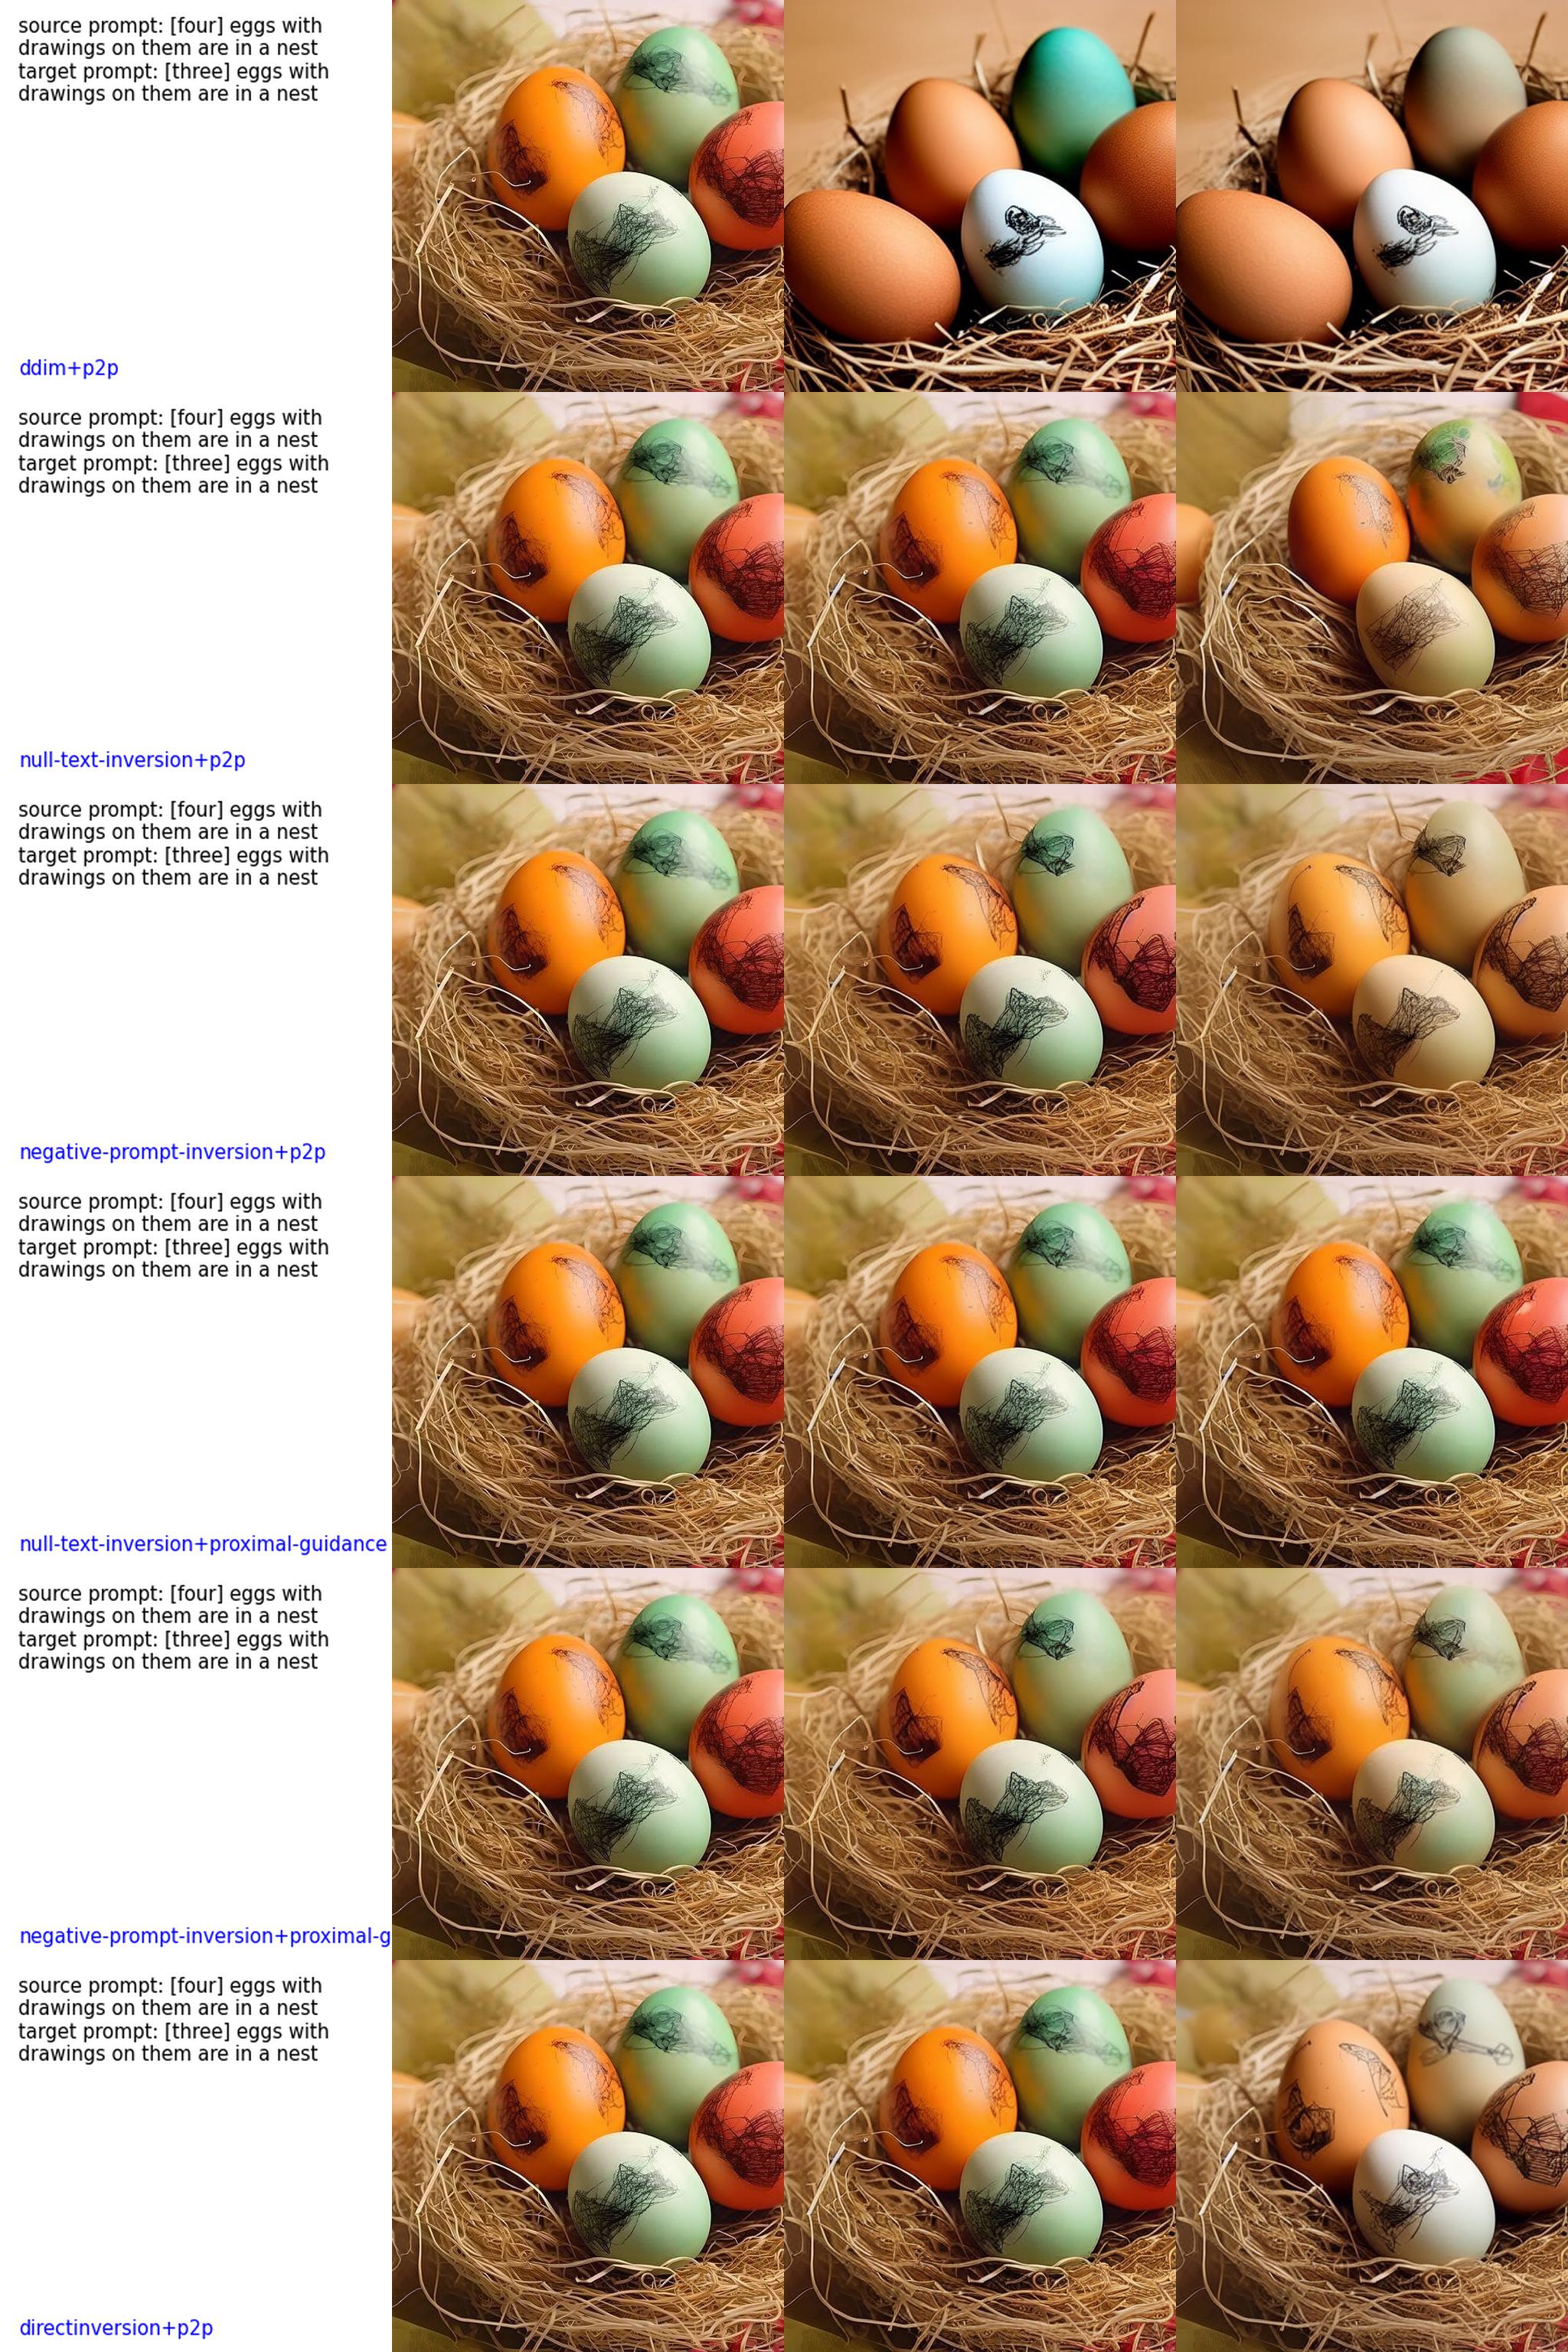 source prompt: [four] eggs with
drawings on them are in a nest
target prompt: [three] eggs with
drawings on them are in a nest
ddim+p2p
source prompt: [four] eggs with
drawings on them are in a nest
target prompt: [three] eggs with
drawings on them are in a nest
null-text-inversion+p2p
source prompt: [four] eggs with
drawings on them are in a nest
target prompt: [three] eggs with
drawings on them are in a nest
negative-prompt-inversion+p2p
source prompt: [four] eggs with
drawings on them are in a nest
target prompt: [three] eggs with
drawings on them are in a nest
null-text-inversion+proximal-guidance
source prompt: [four] eggs with
drawings on them are in a nest
target prompt: [three] eggs with
drawings on them are in a nest
negative-prompt-inversion+proximal-g
source prompt: [four] eggs with
drawings on them are in a nest
target prompt: [three] eggs with
drawings on them are in a nest
directinversion+p2p